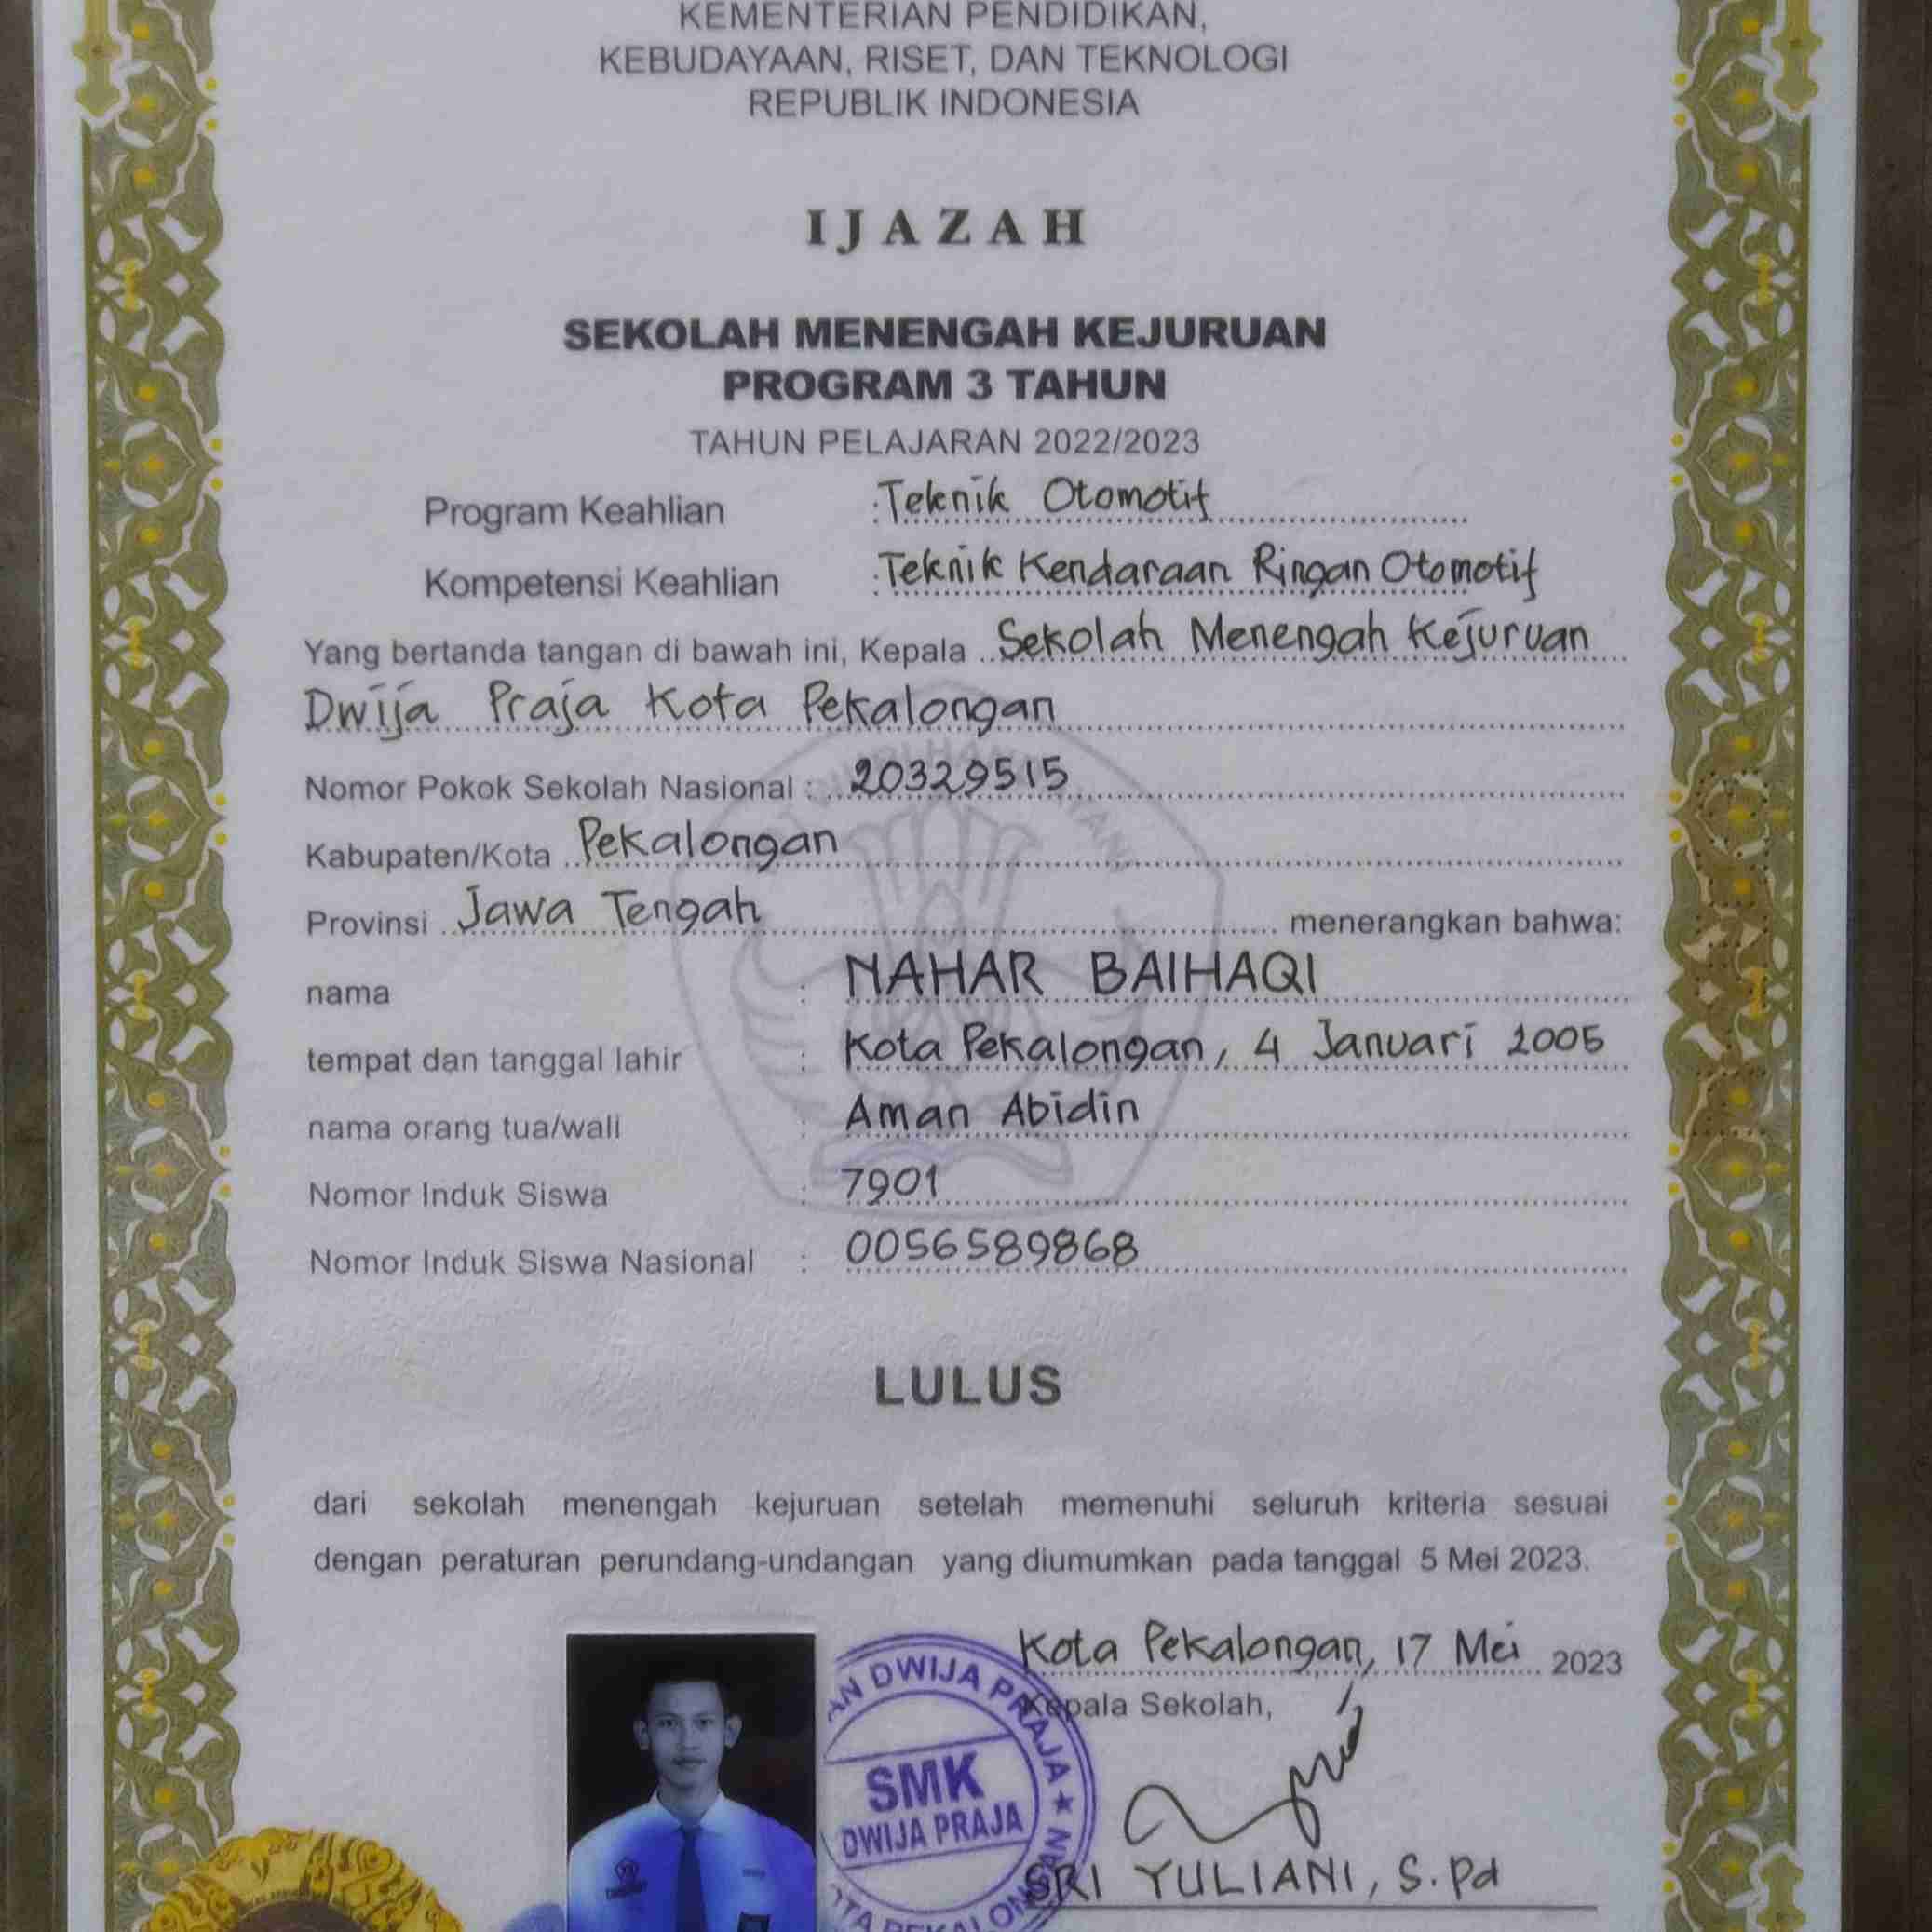 KEMENTERIAN PENDIDIKAN,
KEBUDAYAAN, RISET, DAN TEKNOLOGI
REPUBLIK INDONESIA
IJAZAH
SEKOLAH MENENGAH KEJURUAN
PROGRAM 3 TAHUN
TAHUN PELAJARAN 2022/2023
Program Keahlian : Teknik Otomotif
Kompetensi Keahlian : Teknik Kendaraan Ringan Otomotif
Yang bertanda tangan di bawah ini, Kepala Sekolah Menengah Kejuruan
Dwija Praja Kota Pekalongan
Nomor Pokok Sekolah Nasional : 20329515
Kabupaten/Kota Pekalongan
Provinsi Jawa Tengah menerangkan bahwa:
nama : NAHAR BAIHAQI
tempat dan tanggal lahir : Kota Pekalongan, 4 Januari 2005
nama orang tua/wali : Aman Abidin
Nomor Induk Siswa : 7901
Nomor Induk Siswa Nasional : 0056589868
LULUS
dari sekolah menengah kejuruan setelah memenuhi seluruh kriteria sesuai
dengan peraturan perundang-undangan yang diumumkan pada tanggal 5 Mei 2023.
Kota Pekalongan, 17 Mei 2023
Kepala Sekolah,
DWIJA PRAJA
SMK
DWIJA PRAJA
SRI YULIANI, S.Pd